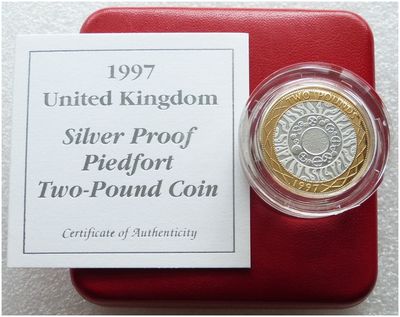 1997
United Kingdom
Silver Proof
Piedfort
Two-Pound Coin
Certificate of Authenticity
TWO POUNDS
1997